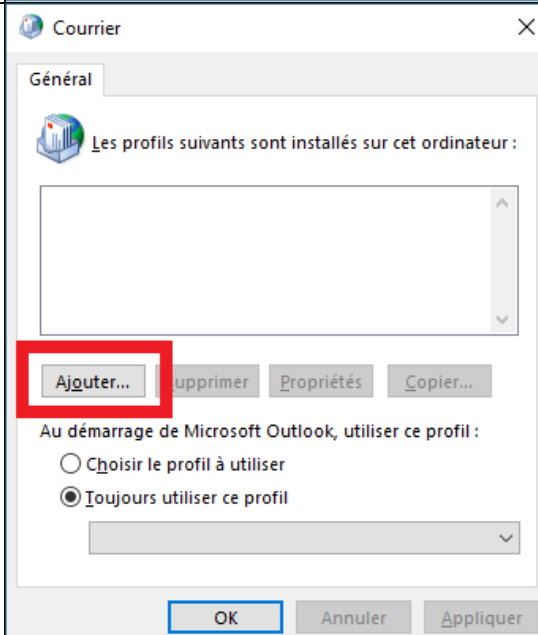 Courrier
Général
Les profils suivants sont installés sur cet ordinateur :
Ajouter... upprimer Propriétés Copier...
Au démarrage de Microsoft Outlook, utiliser ce profil :
Choisir le profil à utiliser
Toujours utiliser ce profil
OK Annuler Appliquer